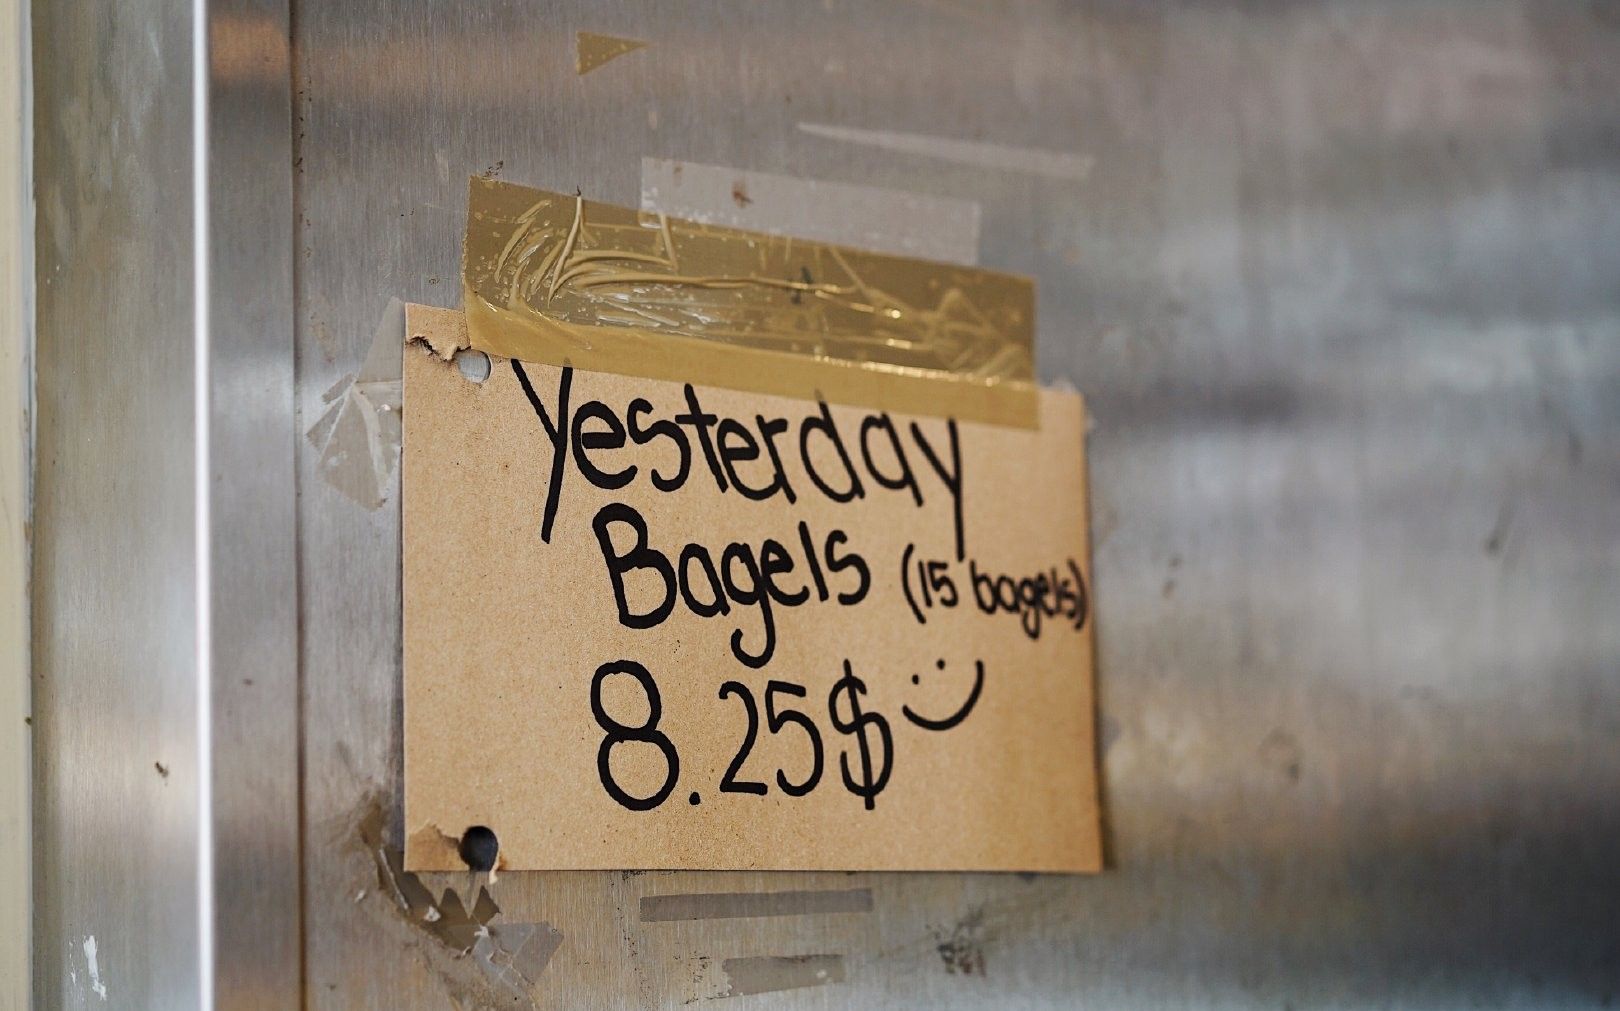 Yesterday
Bagels (15 bagels)
8.25$